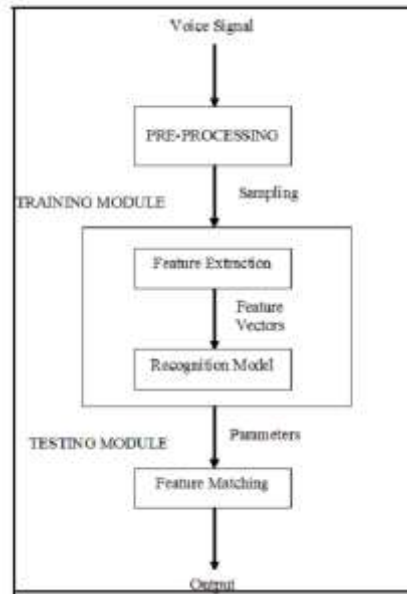 Voice Signal
PRE-PROCESSING
Sampling
TRAINING MODULE
Feature Extraction
Feature
Vectors
Recognition Model
Parameters
TESTING MODULE
Feature Matching
Output